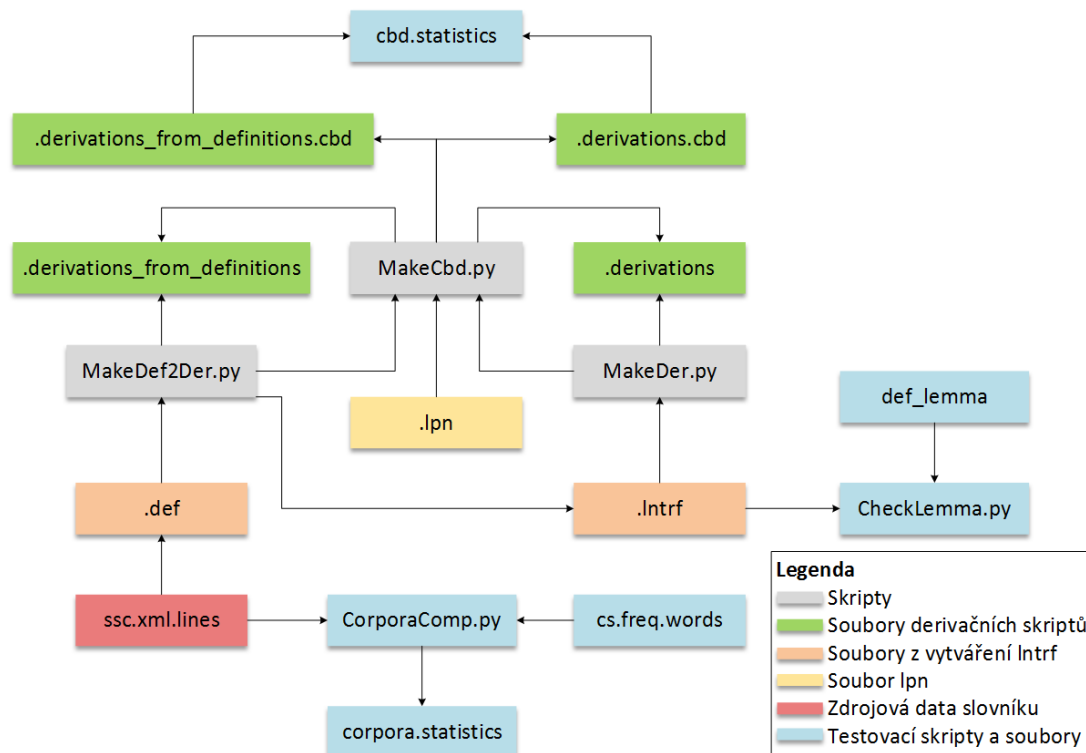 cbd.statistics
.derivations_from_definitions.cbd
.derivations.cbd
.derivations_from_definitions
MakeCbd.py
.derivations
MakeDef2Der.py
MakeDer.py
.lpn
def_lemma
.def
.lntrf
CheckLemma.py
ssc.xml.lines
CorporaComp.py
cs.freq.words
corpora.statistics
Legenda
Skripty
Soubory derivačních skriptů
Soubory z vytváření lntrf
Soubor lpn
Zdrojová data slovníku
Testovací skripty a soubory